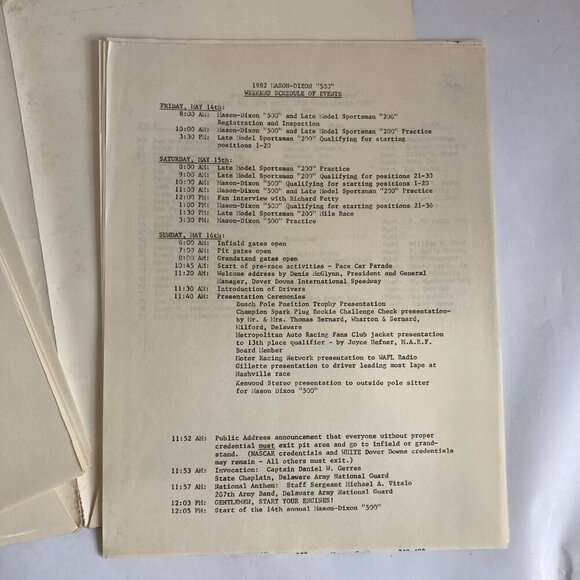 1982 MASON-DIXON "500"
WEEKEND SCHEDULE OF EVENTS
FRIDAY, MAY 14th:
8:00 AM: Mason-Dixon "500" and Late Model Sportsman "200"
Registration and Inspection
10:00 AM: Mason-Dixon "500" and Late Model Sportsman "200" Practice
3:30 PM: Late Model Sportsman "200" Qualifying for starting
positions 1-20
SATURDAY, MAY 15th:
8:00 AM: Late Model Sportsman "200" Practice
9:00 AM: Late Model Sportsman "200" Qualifying for positions 21-30
10:00 AM: Mason-Dixon "500" Qualifying for starting positions 1-20
11:00 AM: Mason-Dixon "500" and Late Model Sportsman "200" Practice
12:00 PM: Fan interview with Richard Petty
1:00 PM: Mason-Dixon "500" Qualifying for starting positions 21-36
1:30 PM: Late Model Sportsman "200" Mile Race
3:30 PM: Mason-Dixon "500" Practice
SUNDAY, MAY 16th:
6:00 AM: Infield gates open
7:00 AM: Pit gates open
8:00 AM: Grandstand gates open
10:45 AM: Start of pre-race activities - Pace Car Parade
11:20 AM: Welcome address by Denis McGlynn, President and General
Manager, Dover Downs International Speedway
11:30 AM: Introduction of Drivers
11:40 AM: Presentation Ceremonies
Busch Pole Position Trophy Presentation
Champion Spark Plug Rookie Challenge Check presentation-
by Mr. & Mrs. Thomas Bernard, Wharton & Bernard,
Milford, Delaware
Metropolitan Auto Racing Fans Club jacket presentation
to 13th place qualifier - by Joyce Hefner, M.A.R.F.
Board Member
Motor Racing Network presentation to WAFL Radio
Gillette presentation to driver leading most laps at
Nashville race
Kenwood Stereo presentation to outside pole sitter
for Mason Dixon "500"
11:52 AM: Public Address announcement that everyone without proper
credential must exit pit area and go to infield or grand-
stand. (NASCAR credentials and WHITE Dover Downs credentials
may remain - All others must exit.)
11:53 AM: Invocation: Captain Daniel W. Gerres
State Chaplain, Delaware Army National Guard
11:57 AM: National Anthem: Staff Sergeant Michael A. Vitalo
287th Army Band, Delaware Army National Guard
12:03 PM: GENTLEMEN, START YOUR ENGINES!
12:05 PM: Start of the 14th annual Mason-Dixon "500"